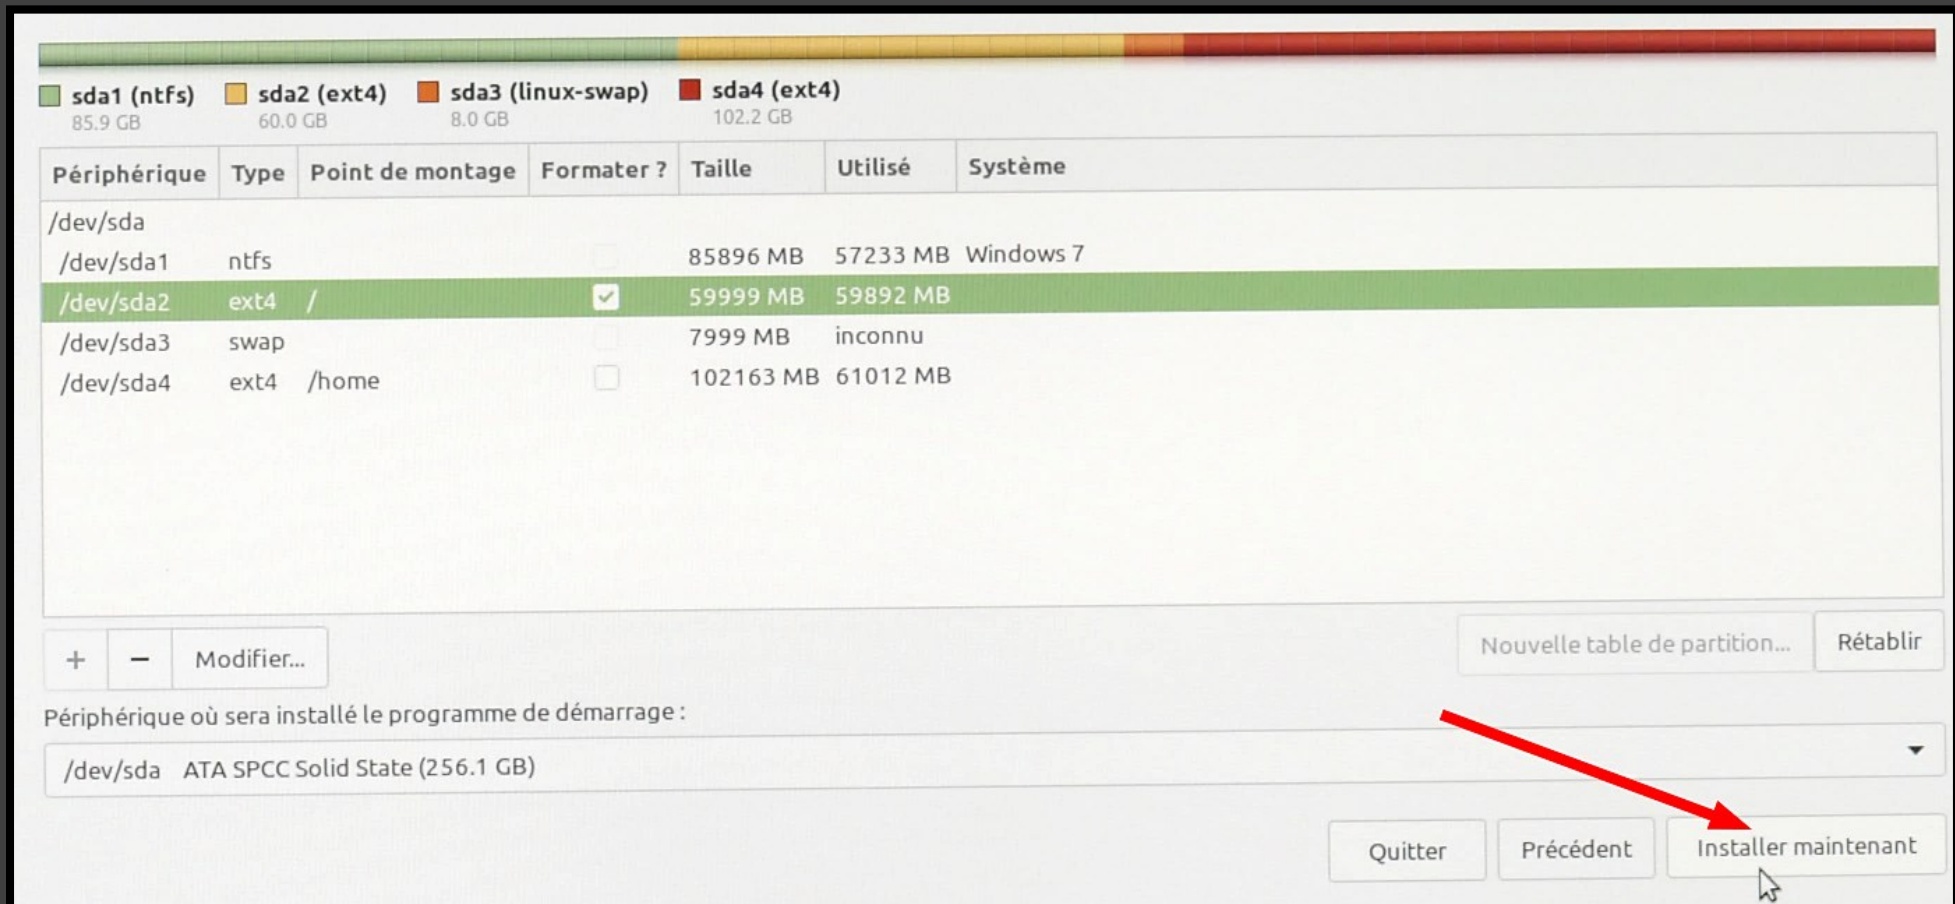 sda1 (ntfs) sda2 (ext4) sda3 (linux-swap) sda4 (ext4)
85.9 GB 60.0 GB 8.0 GB 102.2 GB
Périphérique Type Point de montage Formater ? Taille Utilisé Système
/dev/sda
/dev/sda1 ntfs 85896 MB 57233 MB Windows 7
/dev/sda2 ext4 / 59999 MB 59892 MB
/dev/sda3 swap 7999 MB inconnu
/dev/sda4 ext4 /home 102163 MB 61012 MB
+ − Modifier... Nouvelle table de partition... Rétablir
Périphérique où sera installé le programme de démarrage :
/dev/sda ATA SPCC Solid State (256.1 GB)
Quitter Précédent Installer maintenant